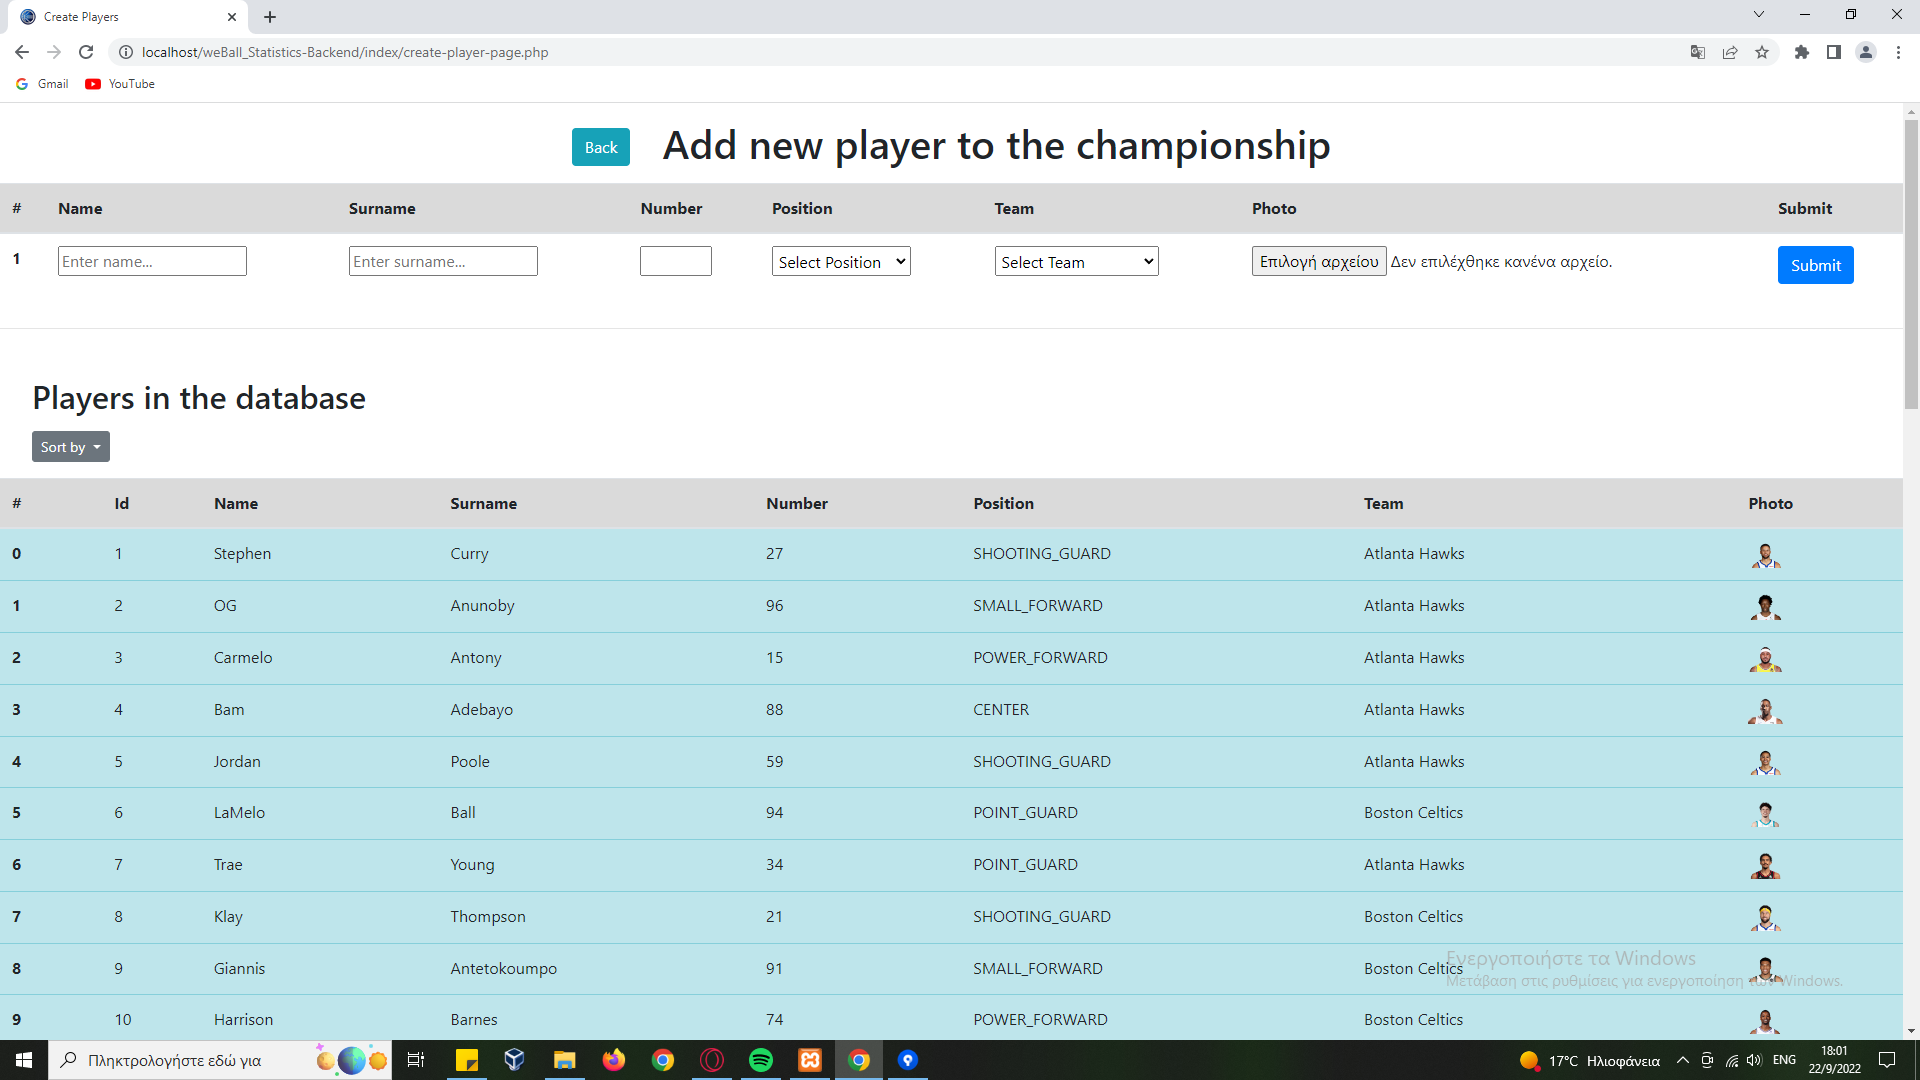 Create Players
localhost/weBall_Statistics-Backend/index/create-player-page.php
Gmail YouTube
Back Add new player to the championship
# Name Surname Number Position Team Photo Submit
1 Enter name... Enter surname... Select Position Select Team Επιλογή αρχείου Δεν επιλέχθηκε κανένα αρχείο. Submit
Players in the database
Sort by
# Id Name Surname Number Position Team Photo
0 1 Stephen Curry 27 SHOOTING_GUARD Atlanta Hawks
1 2 OG Anunoby 96 SMALL_FORWARD Atlanta Hawks
2 3 Carmelo Antony 15 POWER_FORWARD Atlanta Hawks
3 4 Bam Adebayo 88 CENTER Atlanta Hawks
4 5 Jordan Poole 59 SHOOTING_GUARD Atlanta Hawks
5 6 LaMelo Ball 94 POINT_GUARD Boston Celtics
6 7 Trae Young 34 POINT_GUARD Atlanta Hawks
7 8 Klay Thompson 21 SHOOTING_GUARD Boston Celtics
8 9 Giannis Antetokoumpo 91 SMALL_FORWARD Boston Celtics
Ενεργοποιήστε τα Windows
Μετάβαση στις ρυθμίσεις για ενεργοποίηση των Windows.
9 10 Harrison Barnes 74 POWER_FORWARD Boston Celtics
Πληκτρολογήστε εδώ για
17°C Ηλιοφάνεια ENG 18:01
22/9/2022